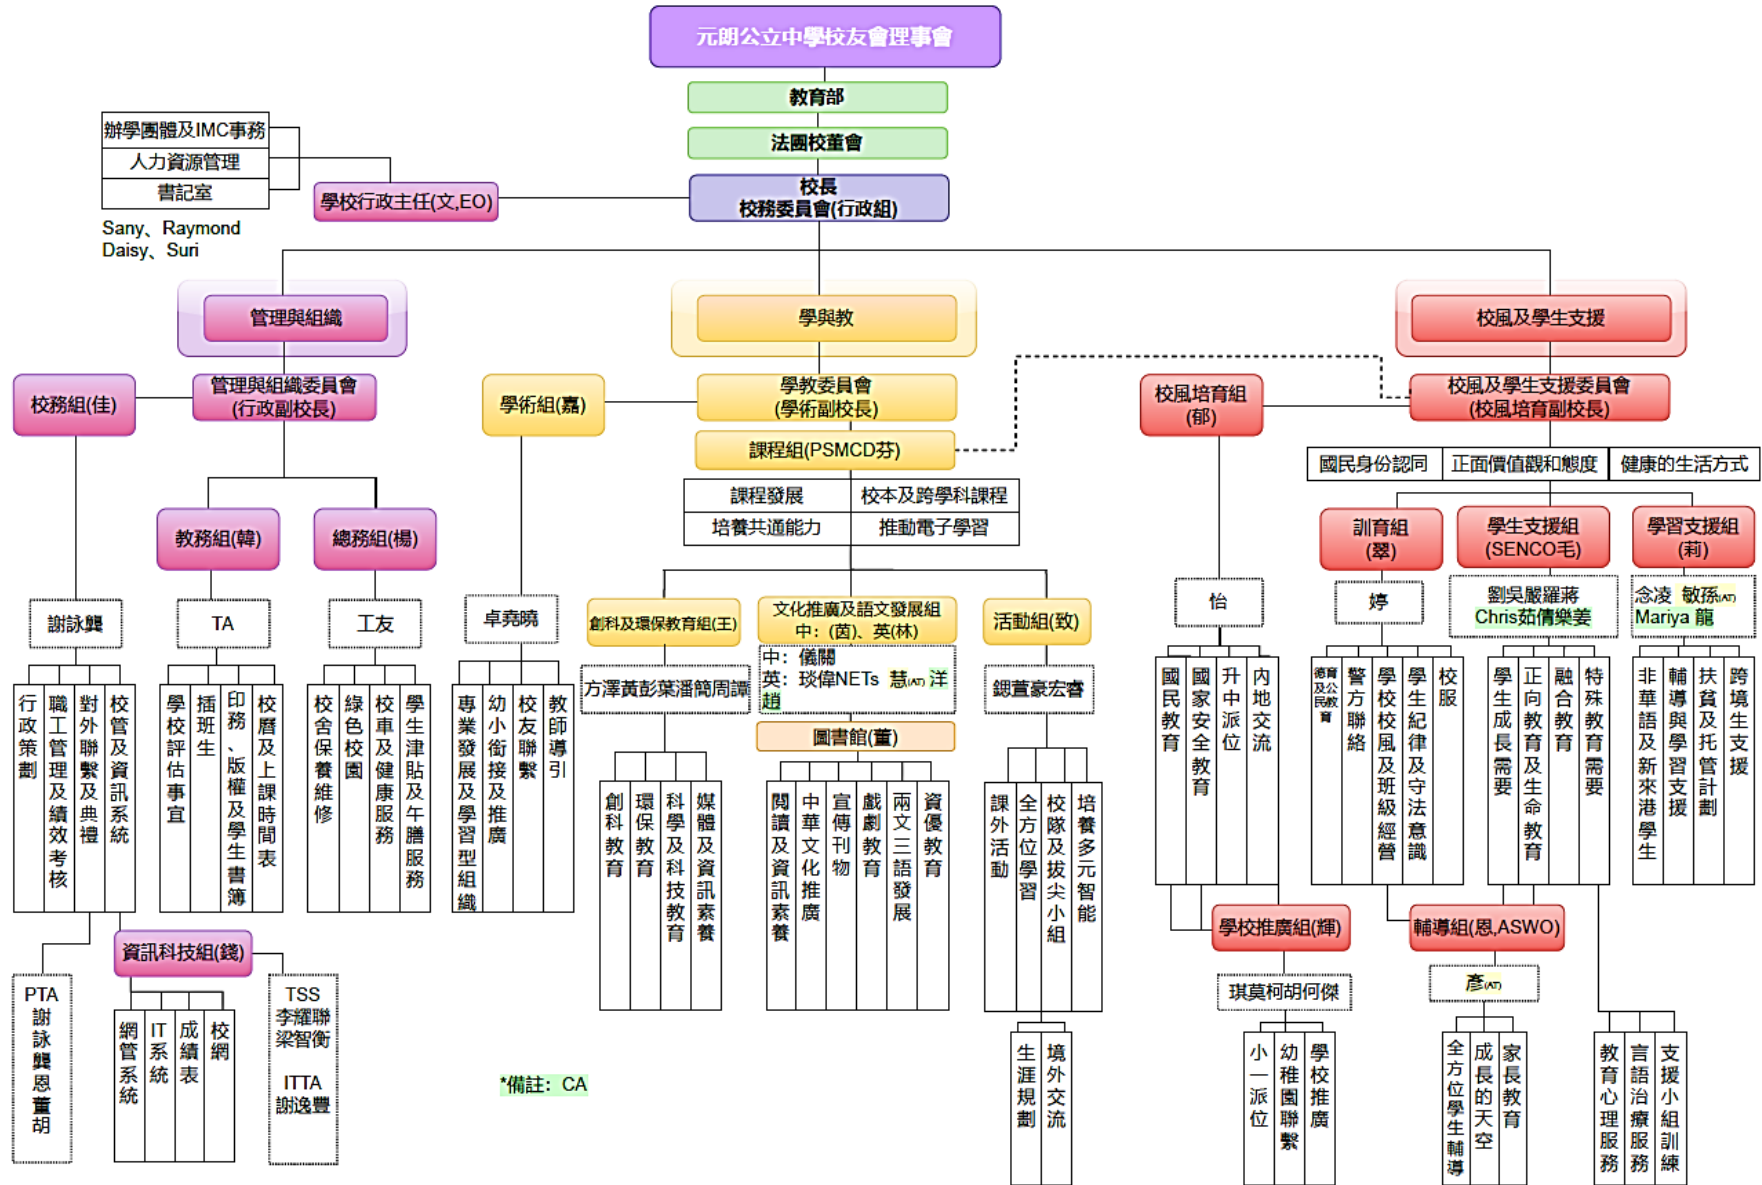 元朗公立中學校友會理事會
教育部
法團校董會
校長
校務委員會(行政組)
辦學團體及IMC事務
人力資源管理
書記室
學校行政主任(文,EO)
Sany、Raymond
Daisy、Suri
管理與組織
學與教
校風及學生支援
校務組(佳)
管理與組織委員會
(行政副校長)
學術組(嘉)
學教委員會
(學術副校長)
校風培育組
(郁)
校風及學生支援委員會
(校風培育副校長)
課程組(PSMCD芬)
國民身份認同
正面價值觀和態度
健康的生活方式
課程發展
校本及跨學科課程
培養共通能力
推動電子學習
教務組(韓)
總務組(楊)
訓育組
(翠)
學生支援組
(SENCO毛)
學習支援組
(莉)
謝詠龔
TA
工友
卓堯曉
創科及環保教育組(王)
文化推廣及語文發展組
中：(茵)、英(林)
活動組(致)
怡
婷
劉吳嚴羅蔣
Chris茹倩樂姜
念凌 敏孫(AT)
Mariya 龍
方澤黃彭葉潘簡周譚
中：儀關
英：琰偉NETs 慧(AT) 洋
趙
鍶萱豪宏睿
圖書館(董)
行政策劃
職工管理及績效考核
對外聯繫及典禮
校管及資訊系統
學校評估事宜
插班生
印務、版權及學生書簿
校曆及上課時間表
校舍保養維修
綠色校園
校車及健康服務
學生津貼及午膳服務
專業發展及學習型組織
幼小銜接及推廣
校友聯繫
教師導引
創科教育
環保教育
科學及科技教育
媒體及資訊素養
閱讀及資訊素養
中華文化推廣
宣傳刊物
戲劇教育
兩文三語發展
資優教育
課外活動
全方位學習
校隊及拔尖小組
培養多元智能
國民教育
國家安全教育
升中派位
內地交流
德育及公民教育
警方聯絡
學校校風及班級經營
學生紀律及守法意識
校服
學生成長需要
正向教育及生命教育
融合教育
特殊教育需要
非華語及新來港學生
輔導與學習支援
扶貧及托管計劃
跨境生支援
資訊科技組(錢)
學校推廣組(輝)
輔導組(恩,ASWO)
PTA
謝詠龔恩董胡
網管系統
IT系統
成績表
校網
TSS
李耀聯
梁智衡
ITTA
謝逸豐
*備註：CA
生涯規劃
境外交流
琪莫柯胡何傑
彥(AT)
小一派位
幼稚園聯繫
學校推廣
全方位學生輔導
成長的天空
家長教育
教育心理服務
言語治療服務
支援小組訓練